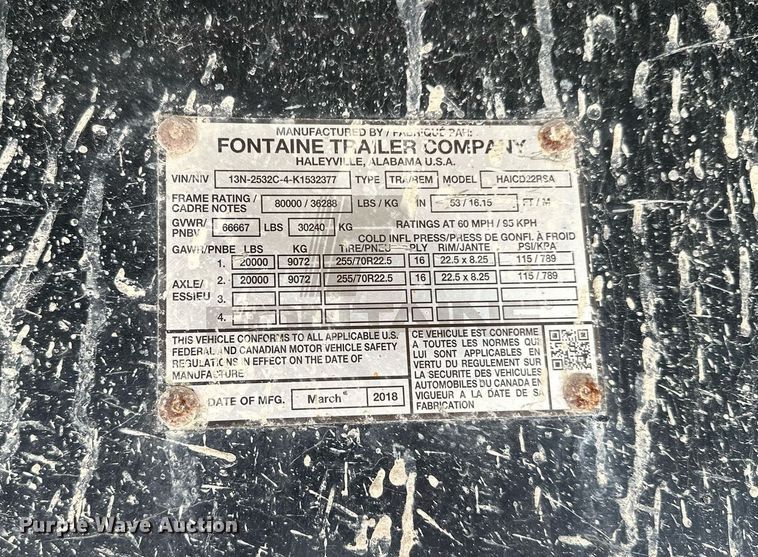 MANUFACTURED BY / FABRIQUÉ PAR:
FONTAINE TRAILER COMPANY
HALEYVILLE, ALABAMA U.S.A.
VIN/NIV 13N-2532C-4-K1532377 TYPE TRA/REM MODEL HAICD22RSA
FRAME RATING / CADRE NOTES 80000 / 36288 LBS / KG IN 53 / 16.15 FT / M
GVWR/ PNBV 66667 LBS 30240 KG RATINGS AT 60 MPH / 95 KPH
COLD INFL PRESS/PRESS DE GONFL À FROID
GAWR/PNBE LBS KG TIRE/PNEU PLY RIM/JANTE PSI/KPA
1. 20000 9072 255/70R22.5 16 22.5 x 8.25 115 / 789
AXLE/ ESSIEU
2. 20000 9072 255/70R22.5 16 22.5 x 8.25 115 / 789
3.
4.
FONTAINE
THIS VEHICLE CONFORMS TO ALL APPLICABLE U.S.
FEDERAL AND CANADIAN MOTOR VEHICLE SAFETY
REGULATIONS IN EFFECT ON THE DATE OF
MANUFACTURE
CE VEHICULE EST CONFORME
A TOUTES LES NORMES QUI
LUI SONT APPLICABLES EN
VERTU DU REGLEMENT SUR
LA SECURITE DES VEHICULES
AUTOMOBILES DU CANADA EN
VIGUEUR A LA DATE DE SA
FABRICATION
DATE OF MFG. March 2018
Purple Wave Auction